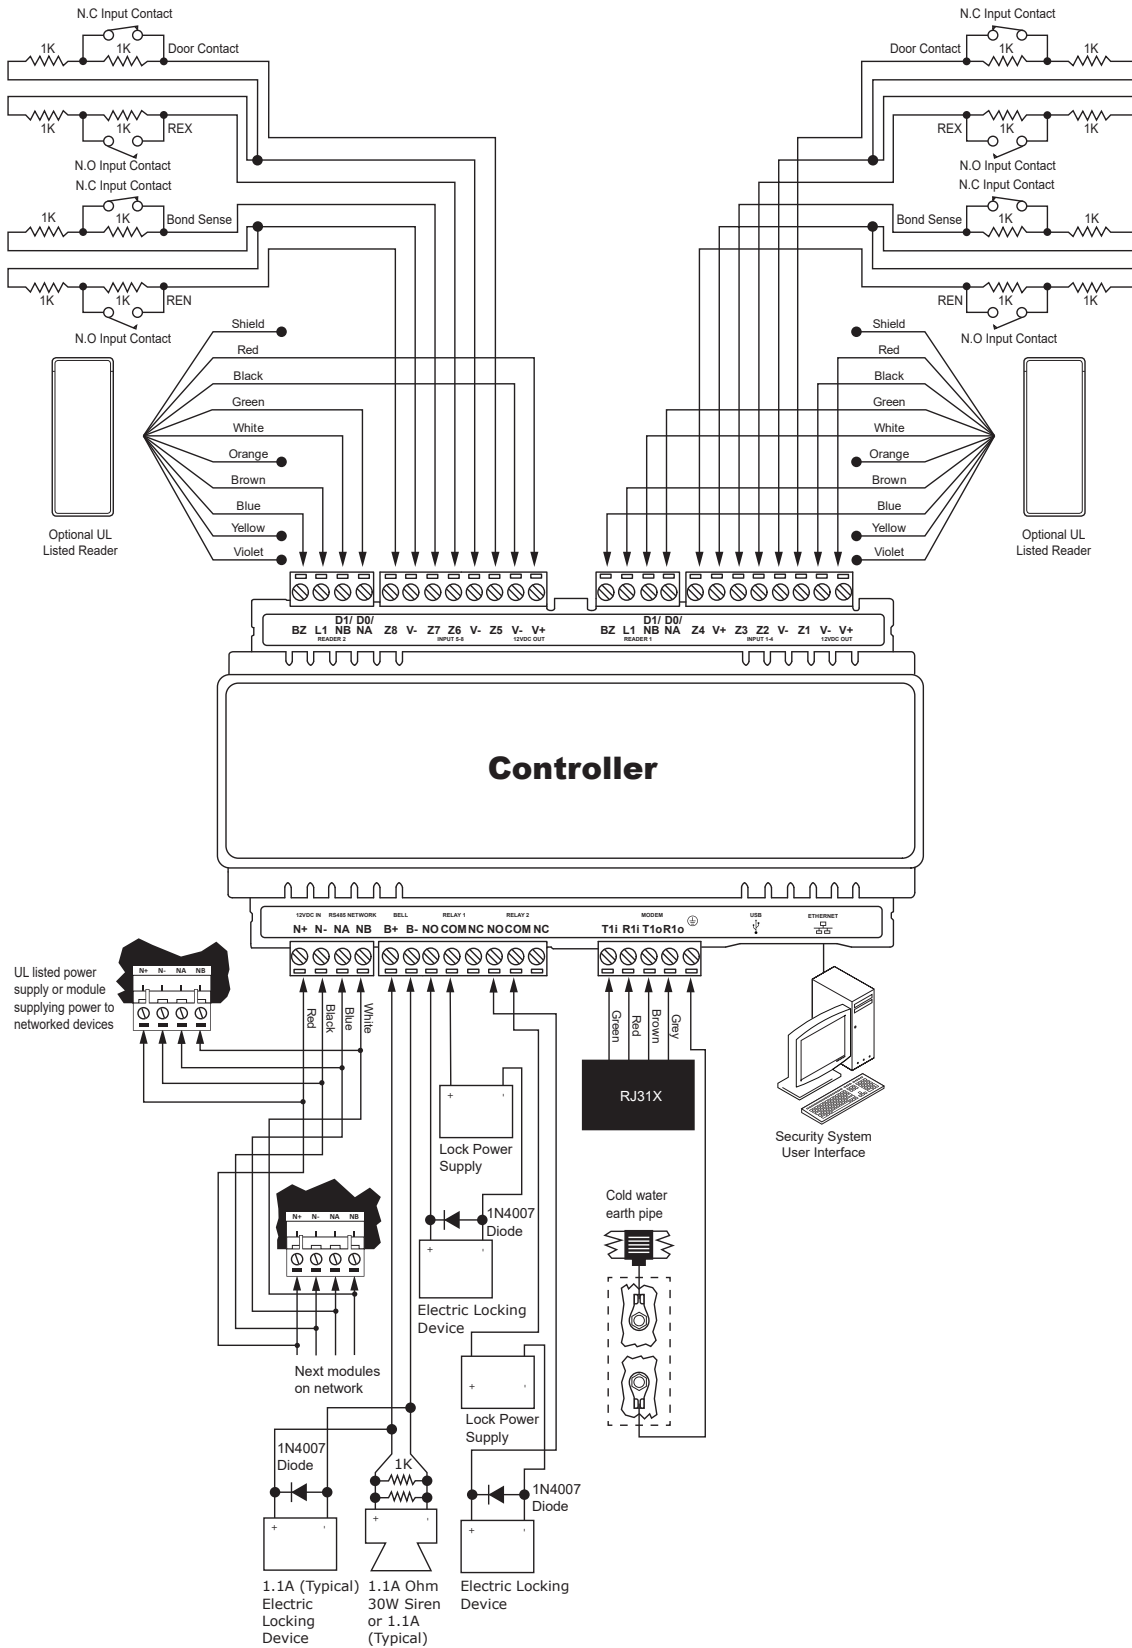 N.C Input Contact
1K
1K
Door Contact
1K
1K
REX
N.O Input Contact
N.C Input Contact
1K
1K
Bond Sense
1K
1K
REN
N.O Input Contact
N.C Input Contact
Door Contact
1K
1K
REX
1K
1K
N.O Input Contact
N.C Input Contact
Bond Sense
1K
1K
REN
1K
1K
N.O Input Contact
Shield
Red
Black
Green
White
Orange
Brown
Blue
Yellow
Violet
Optional UL
Listed Reader
Shield
Red
Black
Green
White
Orange
Brown
Blue
Yellow
Violet
Optional UL
Listed Reader
D1/ D0/
BZ L1 NB NA Z8 V- Z7 Z6 V- Z5 V- V+
READER 2 INPUT 5-8 12VDC OUT
D1/ D0/
BZ L1 NB NA Z4 V+ Z3 Z2 V- Z1 V- V+
READER 1 INPUT 1-4 12VDC OUT
Controller
12VDC IN RS485 NETWORK BELL RELAY 1 RELAY 2 MODEM USB ETHERNET
N+ N- NA NB B+ B- NO COM NC NO COM NC T1i R1i T1o R1o
UL listed power
supply or module
supplying power to
networked devices
N+ N- NA NB
Red
Black
Blue
White
Green
Red
Brown
Grey
RJ31X
Security System
User Interface
+ -
Lock Power
Supply
1N4007
Diode
+ -
Electric Locking
Device
N+ N- NA NB
Next modules
on network
Cold water
earth pipe
+ -
Lock Power
Supply
1N4007
Diode
+ -
Electric Locking
Device
1N4007
Diode
+ -
1.1A (Typical)
Electric
Locking
Device
1K
+ -
1.1A Ohm
30W Siren
or 1.1A
(Typical)